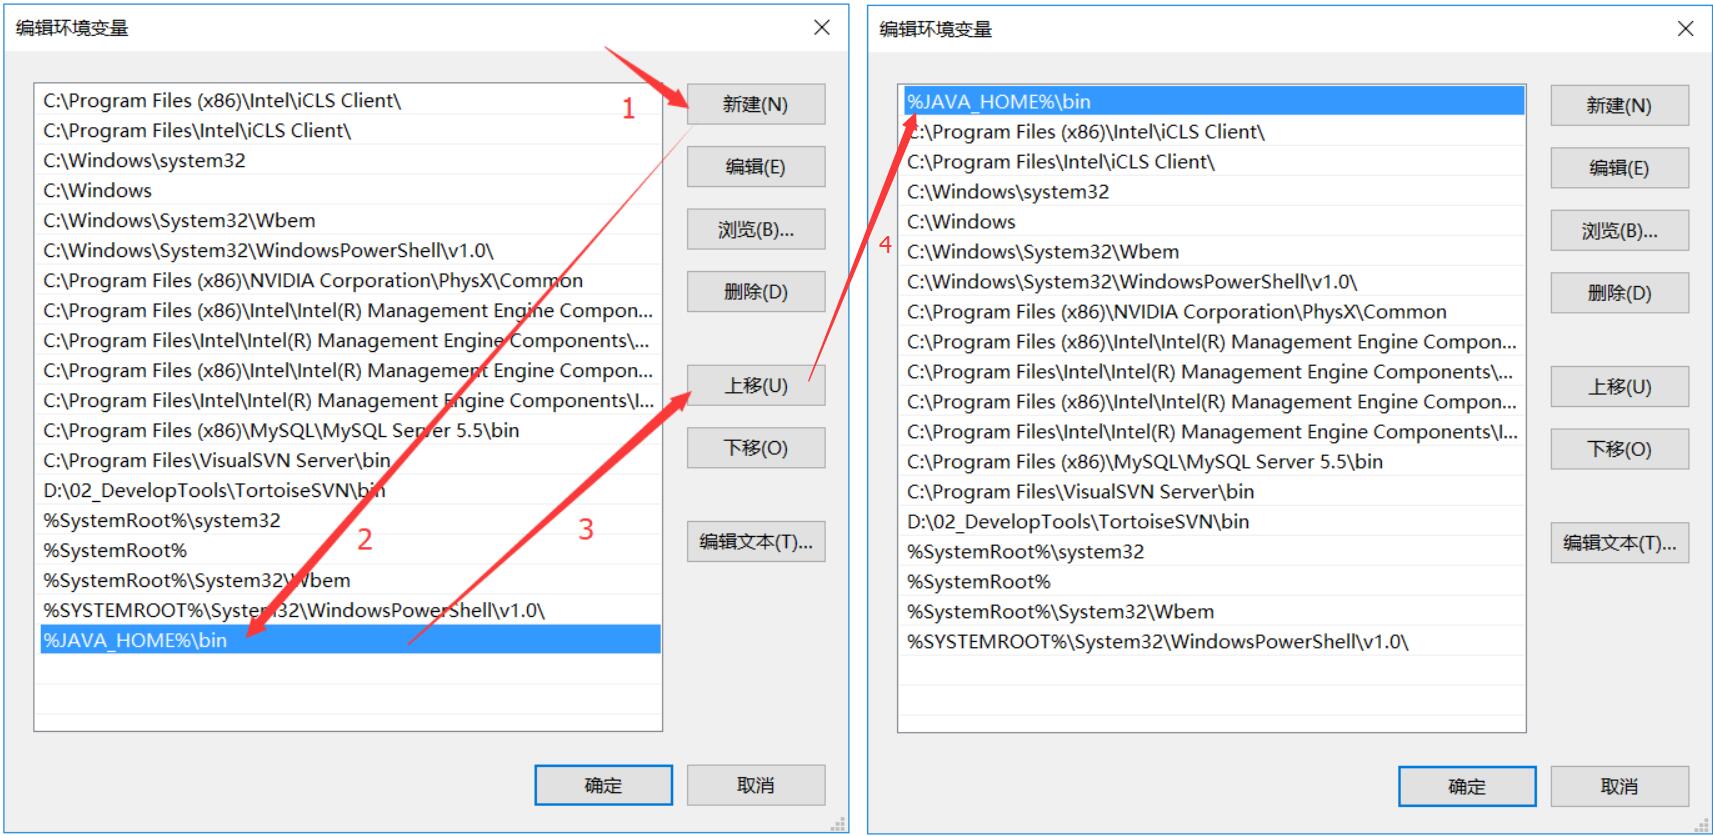 编辑环境变量
C:\Program Files (x86)\Intel\iCLS Client\
C:\Program Files\Intel\iCLS Client\
C:\Windows\system32
C:\Windows
C:\Windows\System32\Wbem
C:\Windows\System32\WindowsPowerShell\v1.0\
C:\Program Files (x86)\NVIDIA Corporation\PhysX\Common
C:\Program Files (x86)\Intel\Intel(R) Management Engine Compon...
C:\Program Files\Intel\Intel(R) Management Engine Components\...
C:\Program Files (x86)\Intel\Intel(R) Management Engine Compon...
C:\Program Files\Intel\Intel(R) Management Engine Components\I...
C:\Program Files (x86)\MySQL\MySQL Server 5.5\bin
C:\Program Files\VisualSVN Server\bin
D:\02_DevelopTools\TortoiseSVN\bin
%SystemRoot%\system32
%SystemRoot%
%SystemRoot%\System32\Wbem
%SYSTEMROOT%\System32\WindowsPowerShell\v1.0\
%JAVA_HOME%\bin
1
2
3
新建(N)
编辑(E)
浏览(B)...
删除(D)
上移(U)
下移(O)
编辑文本(T)...
确定
取消
4
编辑环境变量
%JAVA_HOME%\bin
C:\Program Files (x86)\Intel\iCLS Client\
C:\Program Files\Intel\iCLS Client\
C:\Windows\system32
C:\Windows
C:\Windows\System32\Wbem
C:\Windows\System32\WindowsPowerShell\v1.0\
C:\Program Files (x86)\NVIDIA Corporation\PhysX\Common
C:\Program Files (x86)\Intel\Intel(R) Management Engine Compon...
C:\Program Files\Intel\Intel(R) Management Engine Components\...
C:\Program Files (x86)\Intel\Intel(R) Management Engine Compon...
C:\Program Files\Intel\Intel(R) Management Engine Components\I...
C:\Program Files (x86)\MySQL\MySQL Server 5.5\bin
C:\Program Files\VisualSVN Server\bin
D:\02_DevelopTools\TortoiseSVN\bin
%SystemRoot%\system32
%SystemRoot%
%SystemRoot%\System32\Wbem
%SYSTEMROOT%\System32\WindowsPowerShell\v1.0\
新建(N)
编辑(E)
浏览(B)...
删除(D)
上移(U)
下移(O)
编辑文本(T)...
确定
取消